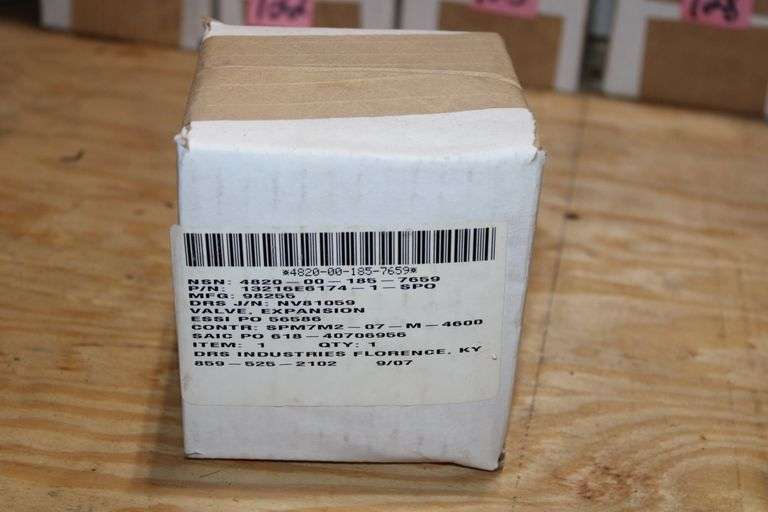 *4820-00-185-7659*
NSN: 4820-00-185-7659
P/N: 13216E6174-1-SPO
MFG: 98255
DRS J/N: NV81059
VALVE, EXPANSION
ESSI PO 56586
CONTR: SPM7M2-07-M-4600
SAIC PO 618-40706956
ITEM: 1 QTY: 1
DRS INDUSTRIES FLORENCE, KY
859-525-2102 9/07